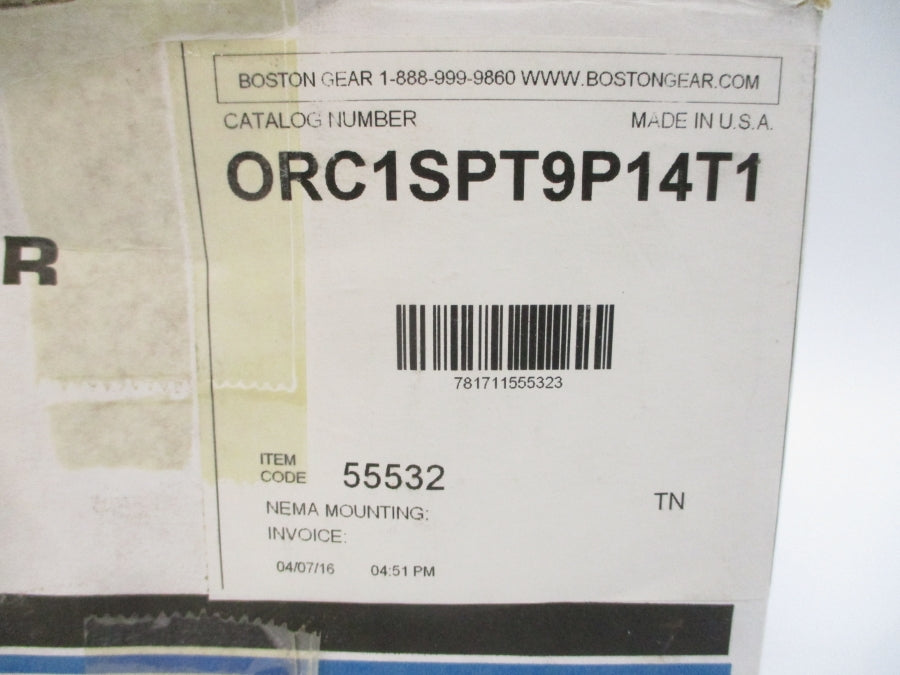 BOSTON GEAR 1-888-999-9860 WWW.BOSTONGEAR.COM
CATALOG NUMBER MADE IN U.S.A.
ORC1SPT9P14T1
R
781711555323
ITEM
CODE 55532
TN
NEMA MOUNTING:
INVOICE:
04/07/16 04:51 PM